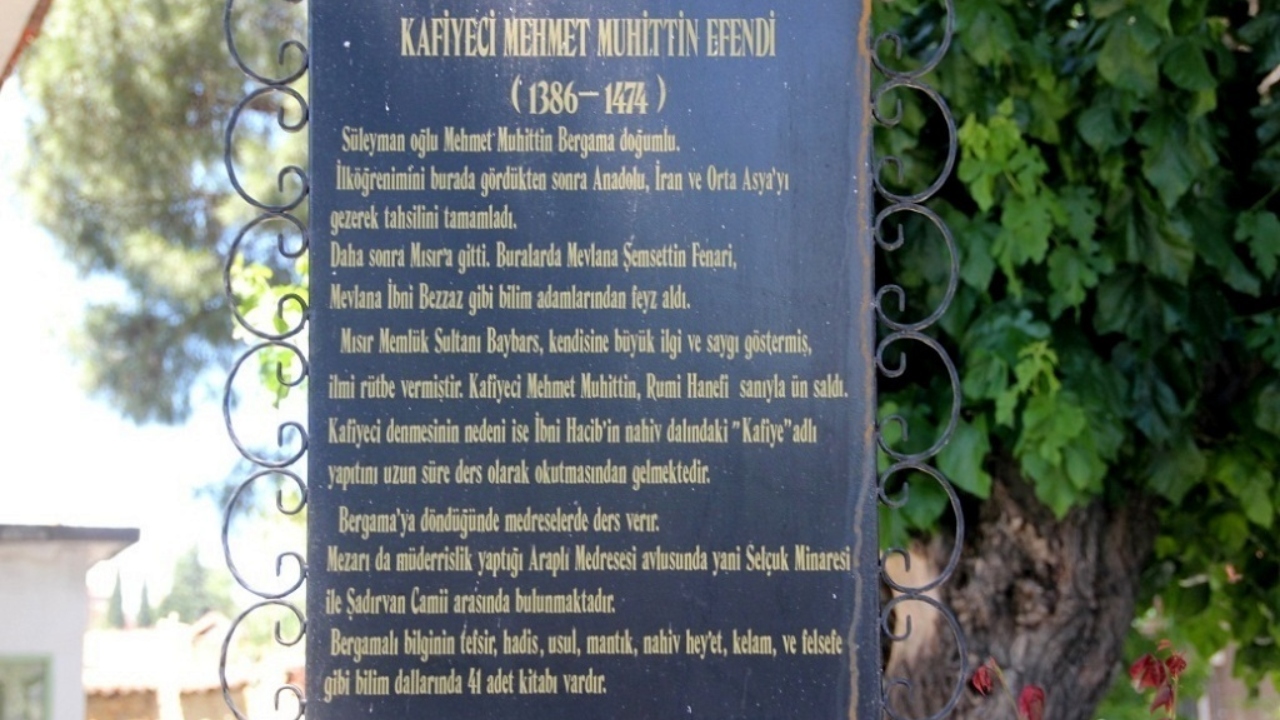 KAFİYECİ MEHMET MUHİTTİN EFENDİ
(1386-1474)
Süleyman oğlu Mehmet Muhittin Bergama doğumlu.
İlköğrenimini burada gördükten sonra Anadolu, İran ve Orta Asya'yı
gezerek tahsilini tamamladı.
Daha sonra Mısır'a gitti. Buralarda Mevlana Şemsettin Fenari,
Mevlana İbni Bezzaz gibi bilim adamlarından feyz aldı.
Mısır Memlük Sultanı Baybars, kendisine büyük ilgi ve saygı göstermiş,
ilmi rütbe vermiştir. Kafiyeci Mehmet Muhittin, Rumi Hanefi sanıyla ün saldı.
Kafiyeci denmesinin nedeni ise İbni Hacib'in nahiv dalındaki "Kafiye" adlı
yapıtını uzun süre ders olarak okutmasından gelmektedir.
Bergama'ya döndüğünde medreselerde ders verir.
Mezarı da müderrislik yaptığı Araplı Medresesi avlusunda yani Selçuk Minaresi
ile Şadırvan Camii arasında bulunmaktadır.
Bergamalı bilginin tefsir, hadis, usul, mantık, nahiv hey'et, kelam, ve felsefe
gibi bilim dallarında 41 adet kitabı vardır.